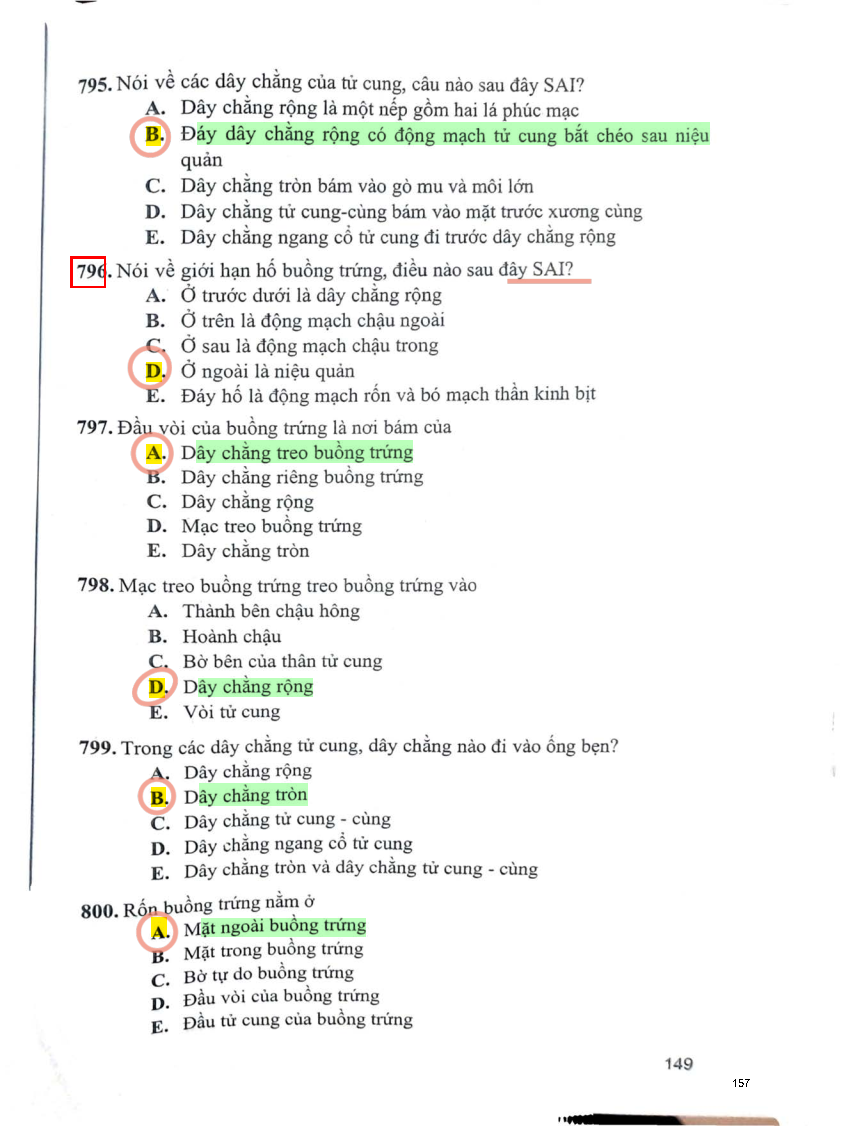 795. Nói về các dây chằng của tử cung, câu nào sau đây SAI?
A. Dây chằng rộng là một nếp gồm hai lá phúc mạc
B. Đáy dây chằng rộng có động mạch tử cung bắt chéo sau niệu
quản
C. Dây chằng tròn bám vào gò mu và môi lớn
D. Dây chằng tử cung-cùng bám vào mặt trước xương cùng
E. Dây chằng ngang cổ tử cung đi trước dây chằng rộng
796. Nói về giới hạn hố buồng trứng, điều nào sau đây SAI?
A. Ở trước dưới là dây chằng rộng
B. Ở trên là động mạch chậu ngoài
C. Ở sau là động mạch chậu trong
D. Ở ngoài là niệu quản
E. Đáy hố là động mạch rốn và bó mạch thần kinh bịt
797. Đầu vòi của buồng trứng là nơi bám của
A. Dây chằng treo buồng trứng
B. Dây chằng riêng buồng trứng
C. Dây chằng rộng
D. Mạc treo buồng trứng
E. Dây chằng tròn
798. Mạc treo buồng trứng treo buồng trứng vào
A. Thành bên chậu hông
B. Hoành chậu
C. Bờ bên của thân tử cung
D. Dây chằng rộng
E. Vòi tử cung
799. Trong các dây chằng tử cung, dây chằng nào đi vào ống bẹn?
A. Dây chằng rộng
B. Dây chằng tròn
C. Dây chằng tử cung - cùng
D. Dây chằng ngang cổ tử cung
E. Dây chằng tròn và dây chằng tử cung - cùng
800. Rốn buồng trứng nằm ở
A. Mặt ngoài buồng trứng
B. Mặt trong buồng trứng
C. Bờ tự do buồng trứng
D. Đầu vòi của buồng trứng
E. Đầu tử cung của buồng trứng
149
157